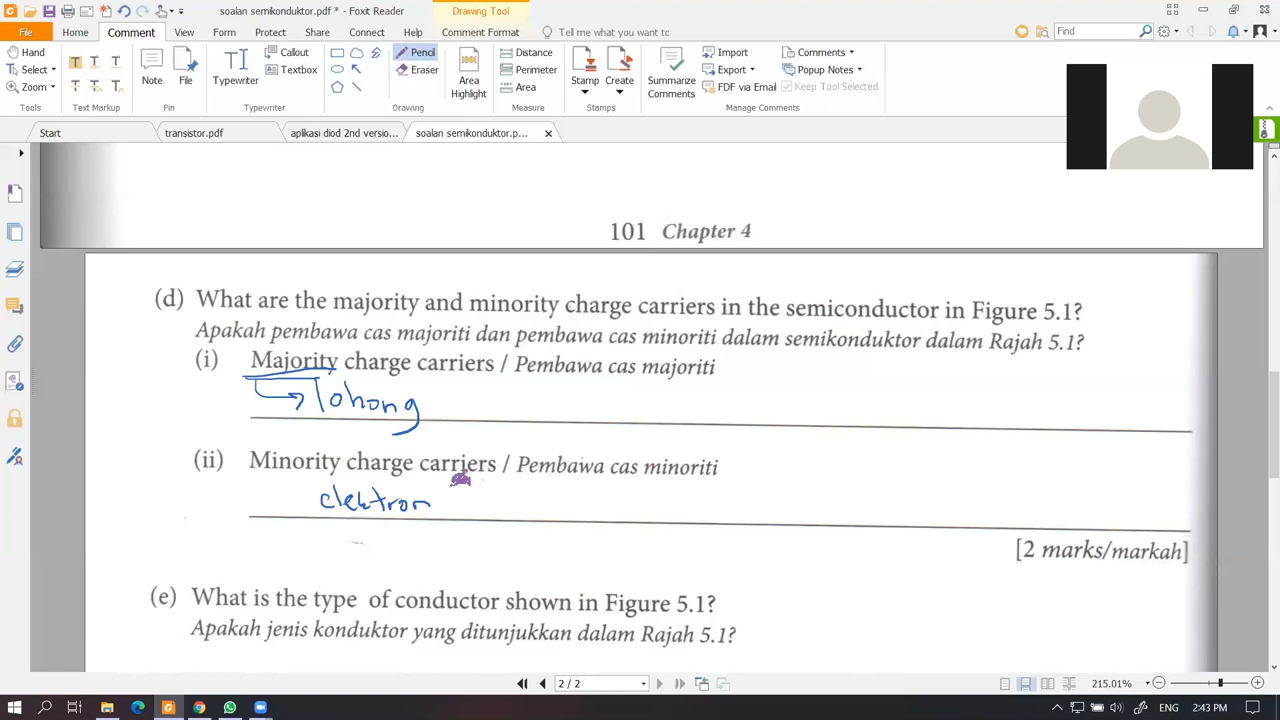 soalan semikonduktor.pdf * - Foxit Reader
Drawing Tool
File Home Comment View Form Protect Share Connect Help Comment Format Tell me what you want to Find
Hand
Select
Zoom
Tools
Text Markup
Note
File
Pin
Typewriter
Callout
Textbox
Typewriter
Pencil
Eraser
Drawing
Area Highlight
Distance
Perimeter
Area
Measure
Stamp
Create
Stamps
Summarize Comments
Import
Export
FDF via Email
Comments
Popup Notes
Keep Tool Selected
Manage Comments
Start
transistor.pdf
aplikasi diod 2nd versio...
soalan semikonduktor.p...
101 Chapter 4
(d) What are the majority and minority charge carriers in the semiconductor in Figure 5.1?
Apakah pembawa cas majoriti dan pembawa cas minoriti dalam semikonduktor dalam Rajah 5.1?
(i) Majority charge carriers / Pembawa cas majoriti
lohong
(ii) Minority charge carriers / Pembawa cas minoriti
elektron
[2 marks/markah]
(e) What is the type of conductor shown in Figure 5.1?
Apakah jenis konduktor yang ditunjukkan dalam Rajah 5.1?
2 / 2
215.01%
ENG 2:43 PM